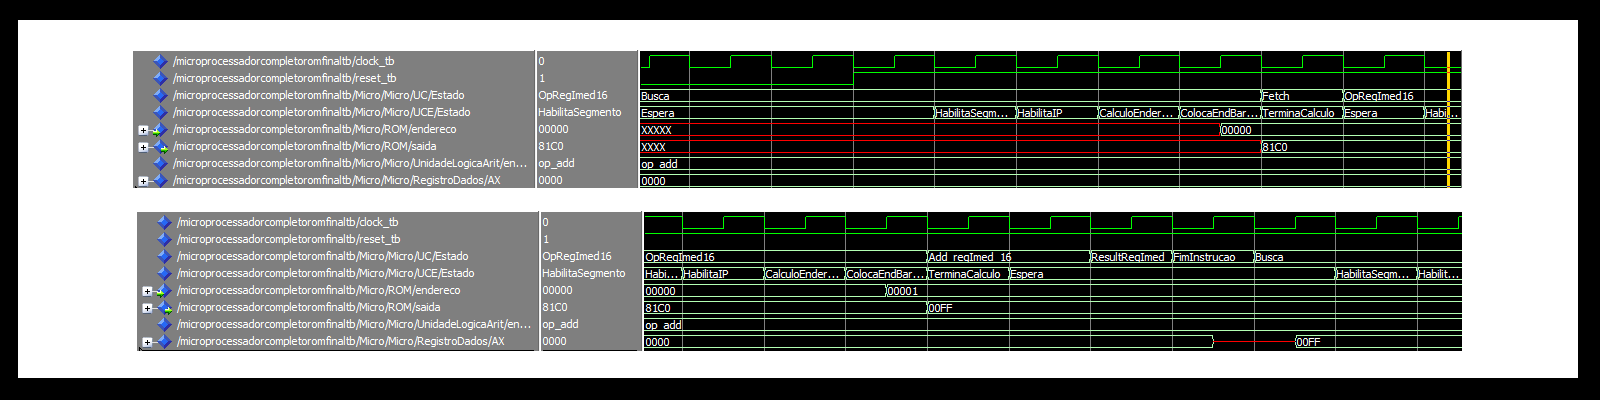 /microprocessadorcompletoromfinaltb/clock_tb 0
/microprocessadorcompletoromfinaltb/reset_tb 1
/microprocessadorcompletoromfinaltb/Micro/Micro/UC/Estado OpRegImed16 Busca Fetch OpRegImed16
/microprocessadorcompletoromfinaltb/Micro/Micro/UCE/Estado HabilitaSegmento Espera HabilitaSegm... HabilitaIP CalculoEnder... ColocaEndBar... TerminaCalculo Espera Habil...
/microprocessadorcompletoromfinaltb/Micro/ROM/endereco 00000 XXXXX 00000
/microprocessadorcompletoromfinaltb/Micro/ROM/saida 81C0 XXXX 81C0
/microprocessadorcompletoromfinaltb/Micro/Micro/UnidadeLogicaArit/en... op_add op_add
/microprocessadorcompletoromfinaltb/Micro/Micro/RegistroDados/AX 0000 0000
/microprocessadorcompletoromfinaltb/clock_tb 0
/microprocessadorcompletoromfinaltb/reset_tb 1
/microprocessadorcompletoromfinaltb/Micro/Micro/UC/Estado OpRegImed16 OpRegImed16 Add_regImed_16 ResultRegImed FimInstrucao Busca
/microprocessadorcompletoromfinaltb/Micro/Micro/UCE/Estado HabilitaSegmento Habi... HabilitaIP CalculoEnder... ColocaEndBar... TerminaCalculo Espera HabilitaSegm... Habilit...
/microprocessadorcompletoromfinaltb/Micro/ROM/endereco 00000 00000 00001
/microprocessadorcompletoromfinaltb/Micro/ROM/saida 81C0 81C0 00FF
/microprocessadorcompletoromfinaltb/Micro/Micro/UnidadeLogicaArit/en... op_add op_add
/microprocessadorcompletoromfinaltb/Micro/Micro/RegistroDados/AX 0000 0000 00FF